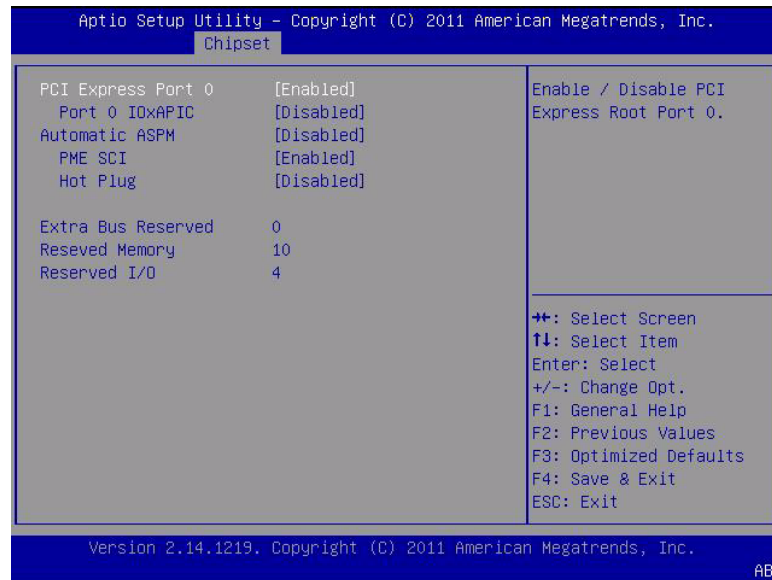 Aptio Setup Utility – Copyright (C) 2011 American Megatrends, Inc.
Chipset
PCI Express Port 0 [Enabled]
Port 0 IOxAPIC [Disabled]
Automatic ASPM [Disabled]
PME SCI [Enabled]
Hot Plug [Disabled]
Extra Bus Reserved 0
Reseved Memory 10
Reserved I/O 4
Enable / Disable PCI
Express Root Port 0.
→←: Select Screen
↑↓: Select Item
Enter: Select
+/-: Change Opt.
F1: General Help
F2: Previous Values
F3: Optimized Defaults
F4: Save & Exit
ESC: Exit
Version 2.14.1219. Copyright (C) 2011 American Megatrends, Inc.
AB